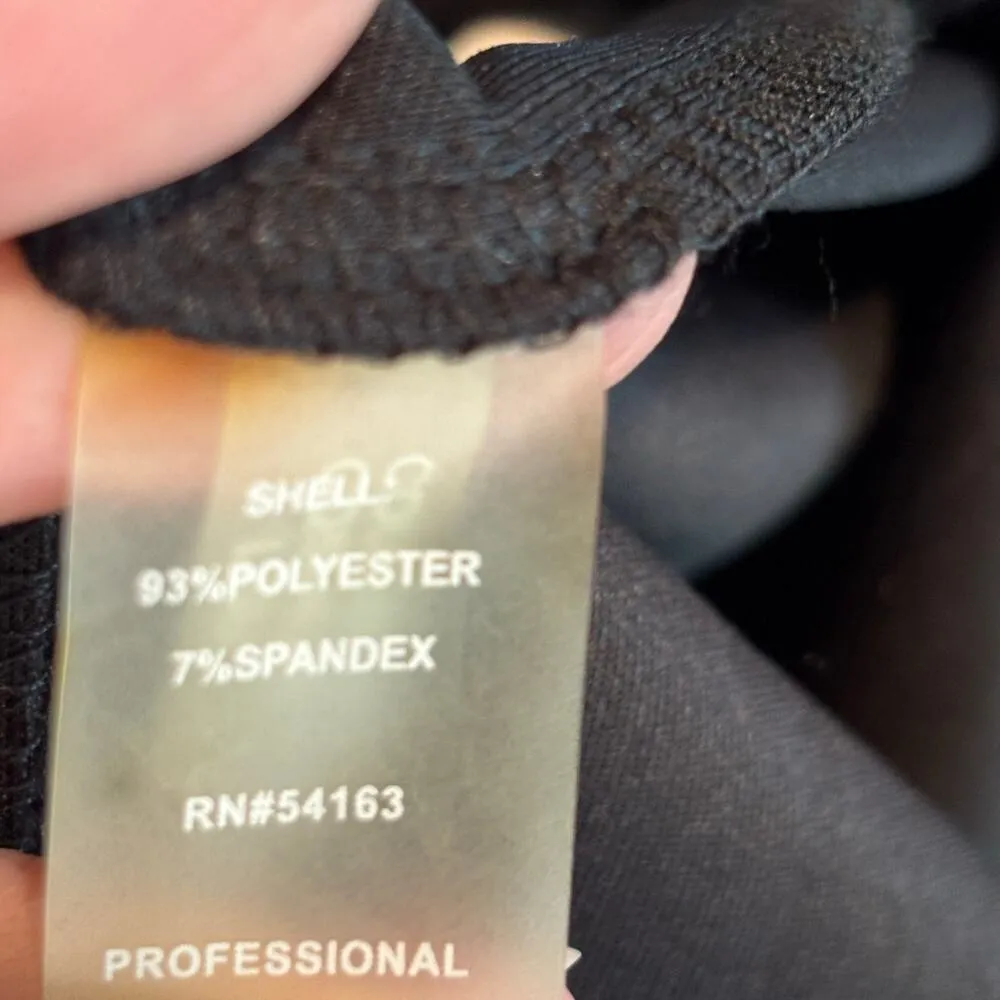 SHELL:
93%POLYESTER
7%SPANDEX
RN#54163
PROFESSIONAL